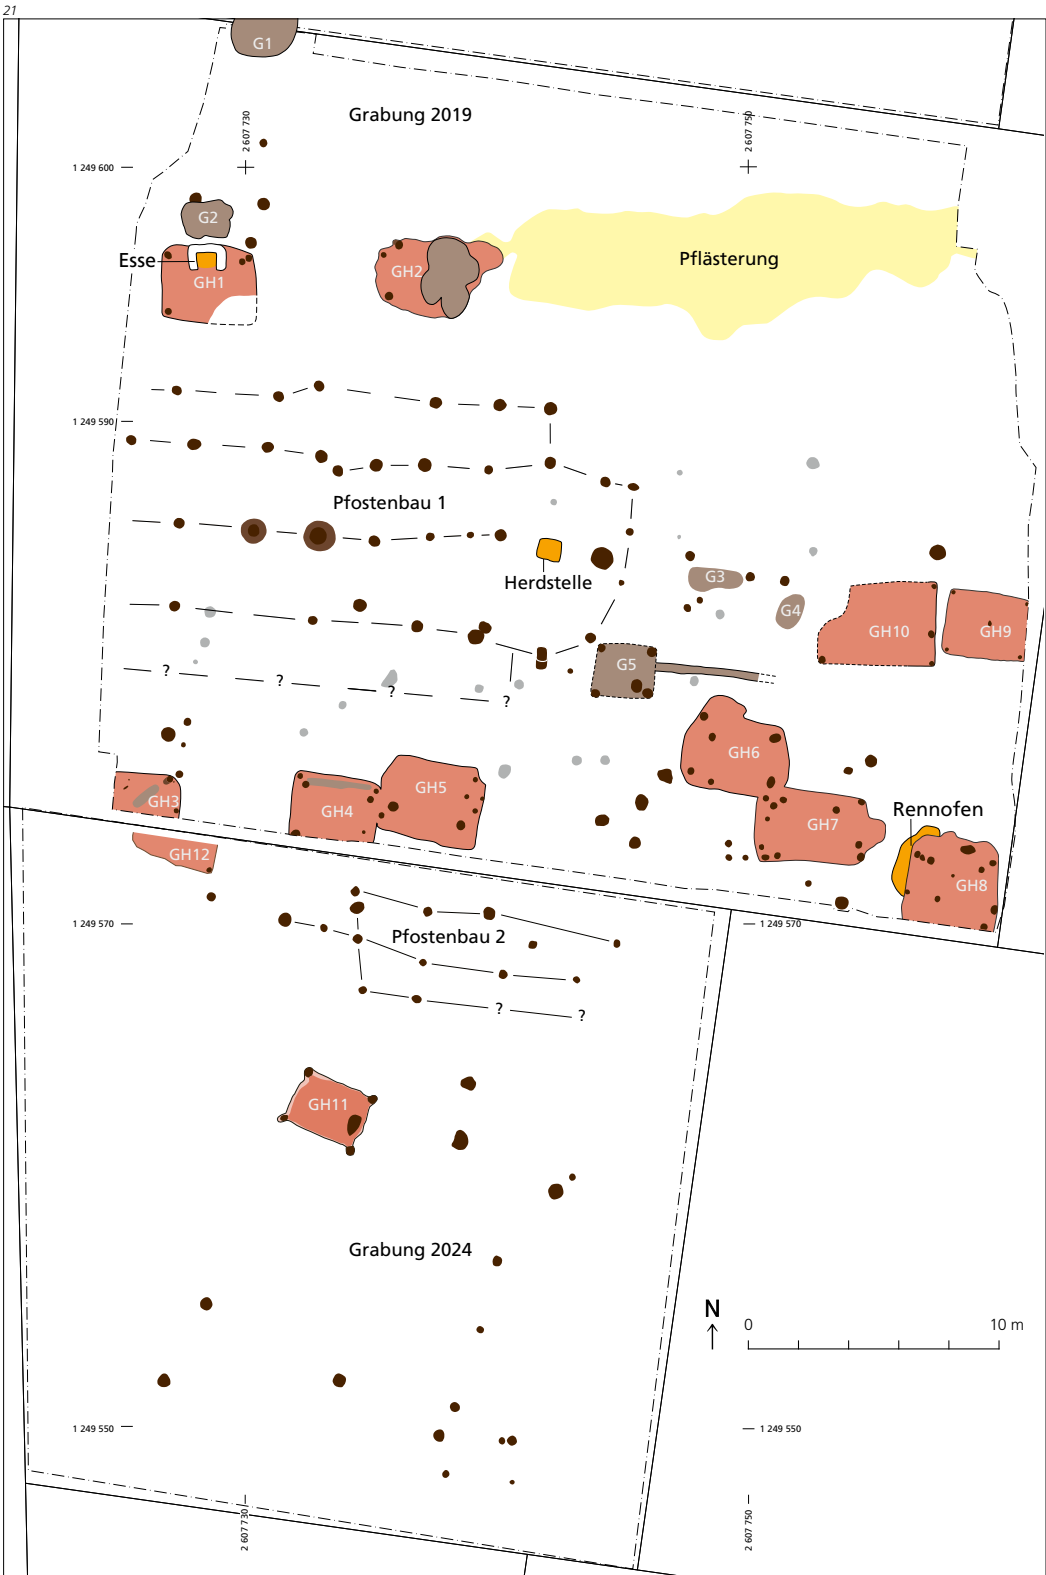 21
G1
Grabung 2019
2 607 730
2 607 750
1 249 600
G2
Esse
GH1
GH2
Pflästerung
1 249 590
Pfostenbau 1
Herdstelle
G3
G4
GH10
GH9
G5
?
?
?
?
GH6
GH5
GH3
GH4
GH7
Rennofen
GH12
GH8
1 249 570
1 249 570
Pfostenbau 2
?
?
GH11
Grabung 2024
N
0
10 m
1 249 550
1 249 550
2 607 730
2 607 750